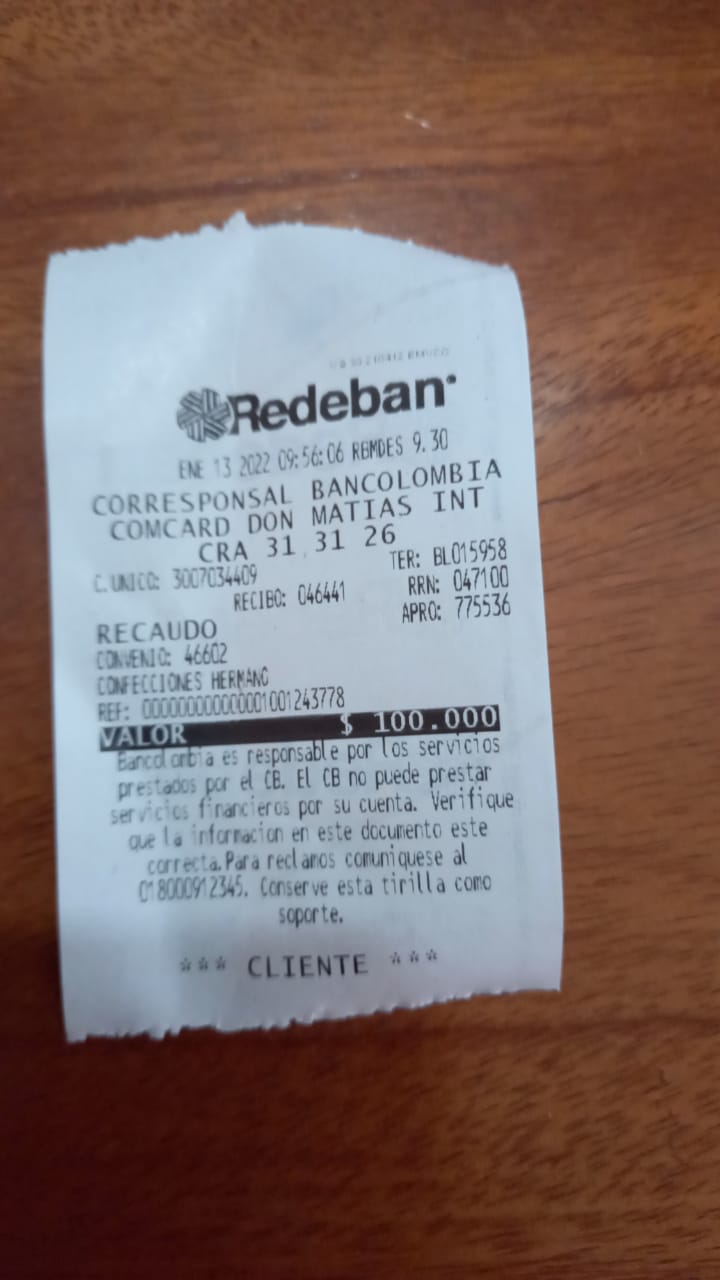 Redeban
ENE 13 2022 09:56:06 RBMDES 9.30
CORRESPONSAL BANCOLOMBIA
COMCARD DON MATIAS INT
CRA 31 31 26
C.UNICO: 3007034409 TER: BL015958
RECIBO: 046441 RRN: 047100
RECAUDO APRO: 775536
CONVENIO: 46602
CONFECCIONES HERMANO
REF: 00000000000001001243778
VALOR $ 100.000
Bancolombia es responsable por los servicios
prestados por el CB. El CB no puede prestar
servicios financieros por su cuenta. Verifique
que la informacion en este documento este
correcta.Para reclamos comuniquese al
018000912345. Conserve esta tirilla como
soporte.
*** CLIENTE ***